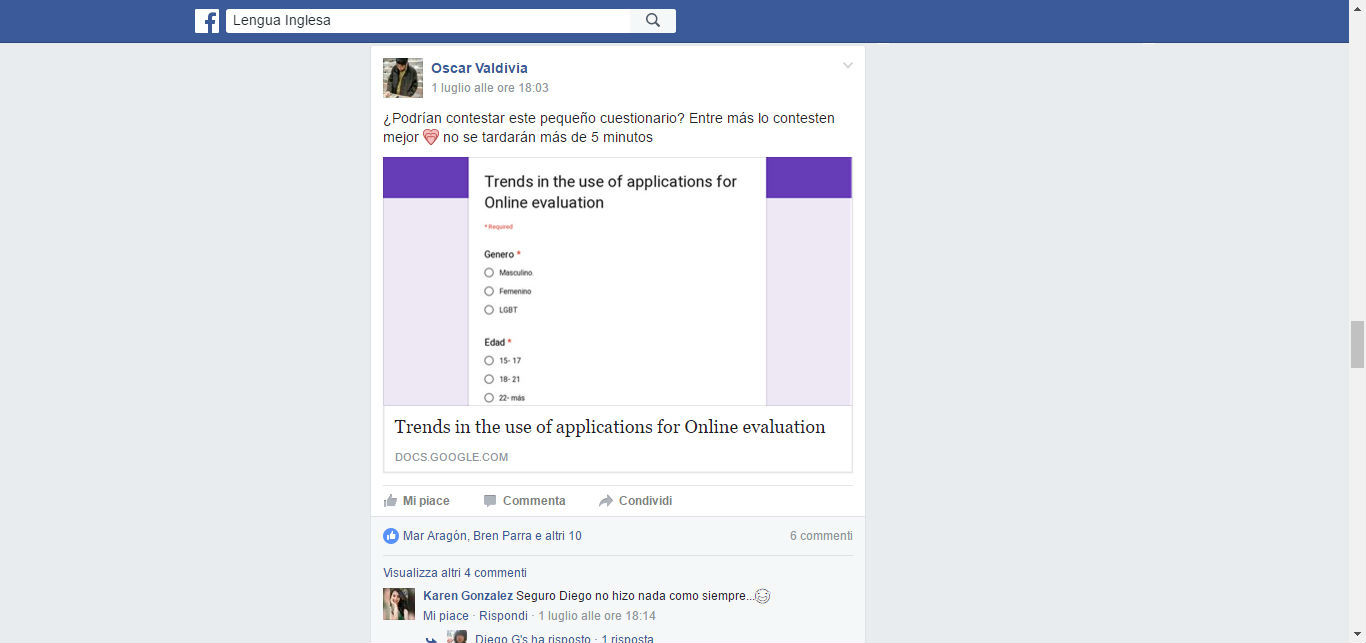 Lengua Inglesa
Oscar Valdivia
1 luglio alle ore 18:03
¿Podrían contestar este pequeño cuestionario? Entre más lo contesten
mejor no se tardarán más de 5 minutos
Trends in the use of applications for
Online evaluation
* Required
Genero *
Masculino
Femenino
LGBT
Edad *
15- 17
18- 21
22- más
Trends in the use of applications for Online evaluation
DOCS.GOOGLE.COM
Mi piace Commenta Condividi
Mar Aragón, Bren Parra e altri 10 6 commenti
Visualizza altri 4 commenti
Karen Gonzalez Seguro Diego no hizo nada como siempre...
Mi piace · Rispondi · 1 luglio alle ore 18:14
Diego G's ha risposto · 1 risposta